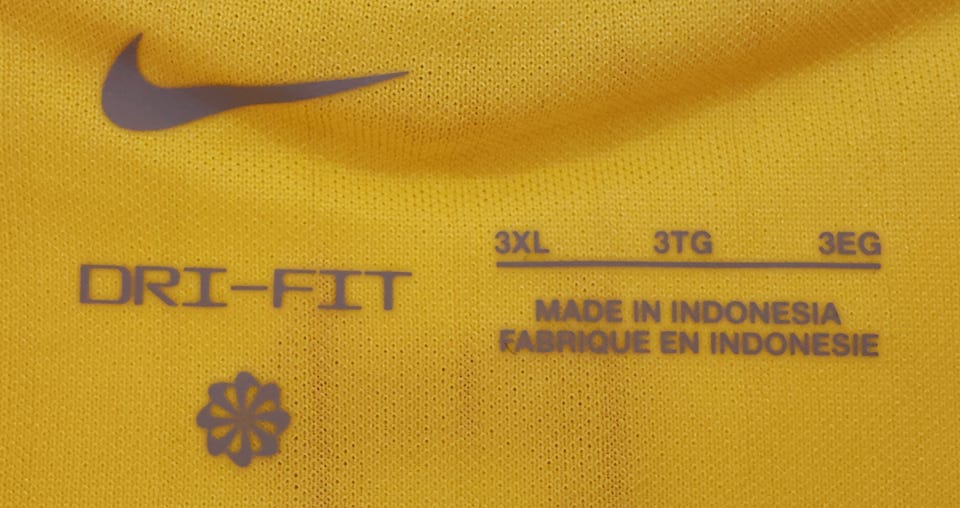 DRI-FIT
3XL 3TG 3EG
MADE IN INDONESIA
FABRIQUE EN INDONESIE